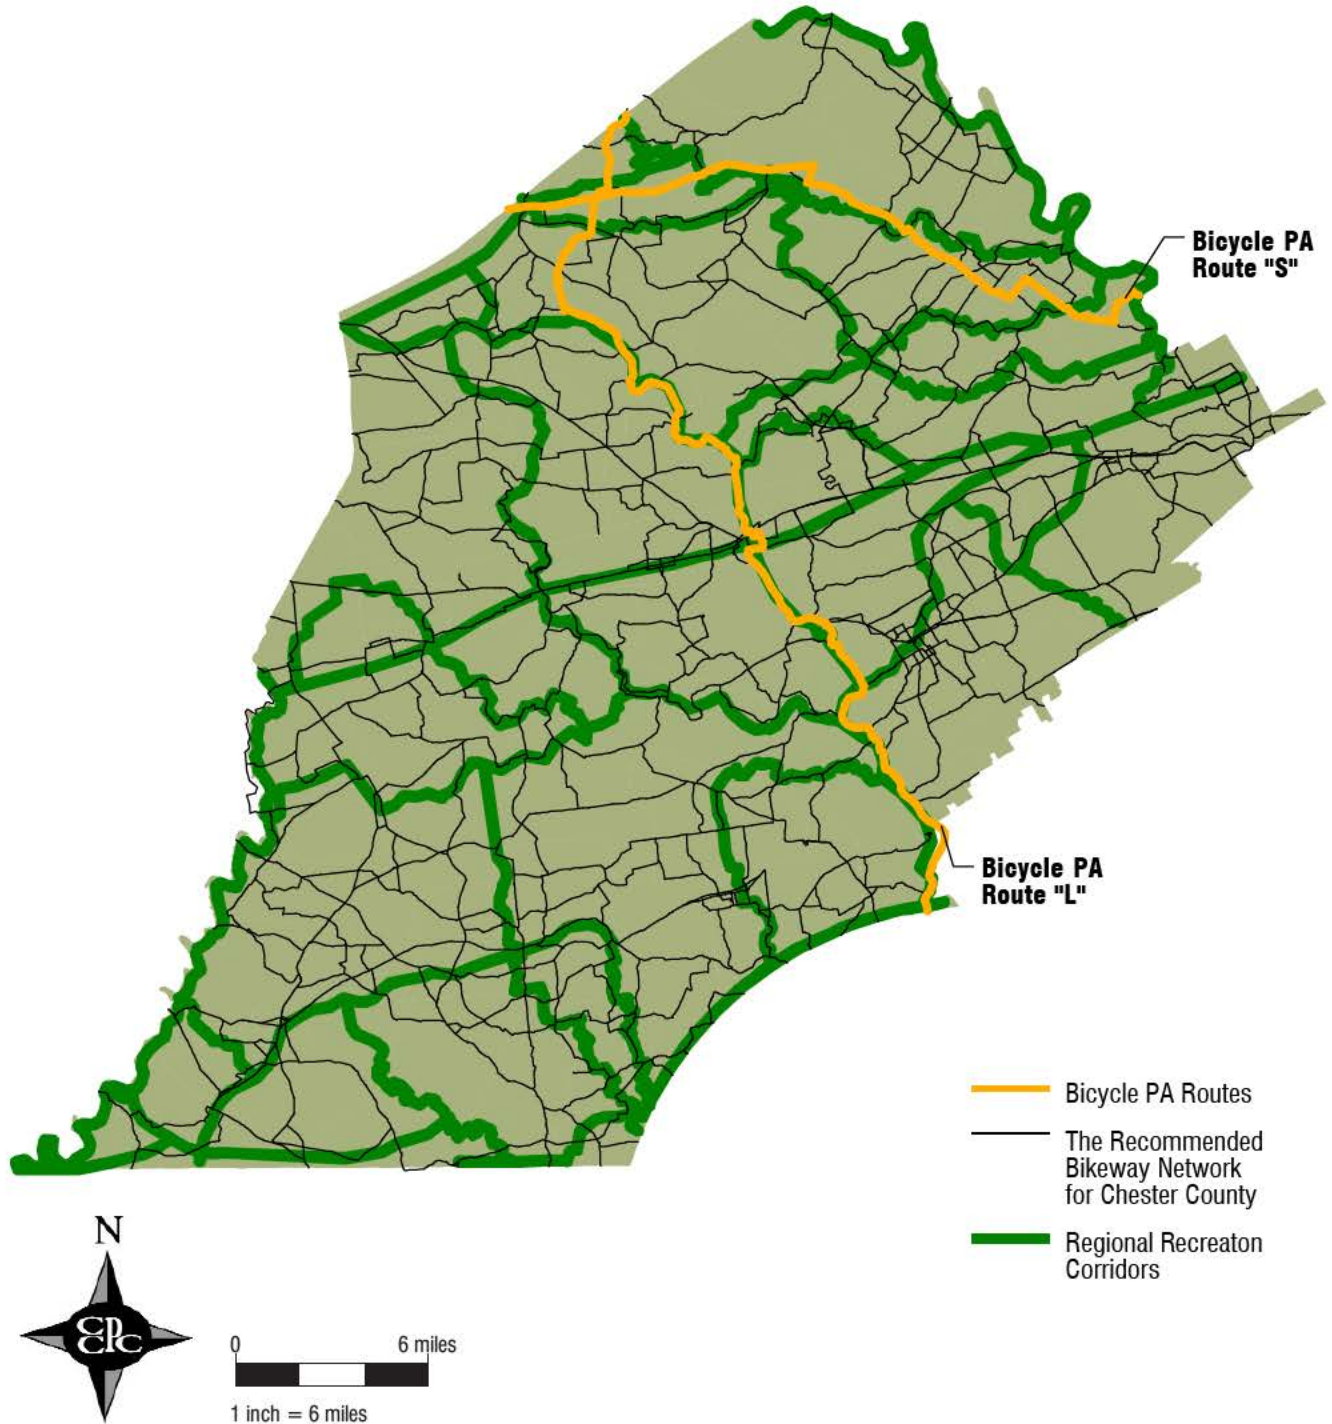 Bicycle PA
Route "S"
Bicycle PA
Route "L"
Bicycle PA Routes
The Recommended
Bikeway Network
for Chester County
Regional Recreaton
Corridors
N
CCPC
0 6 miles
1 inch = 6 miles